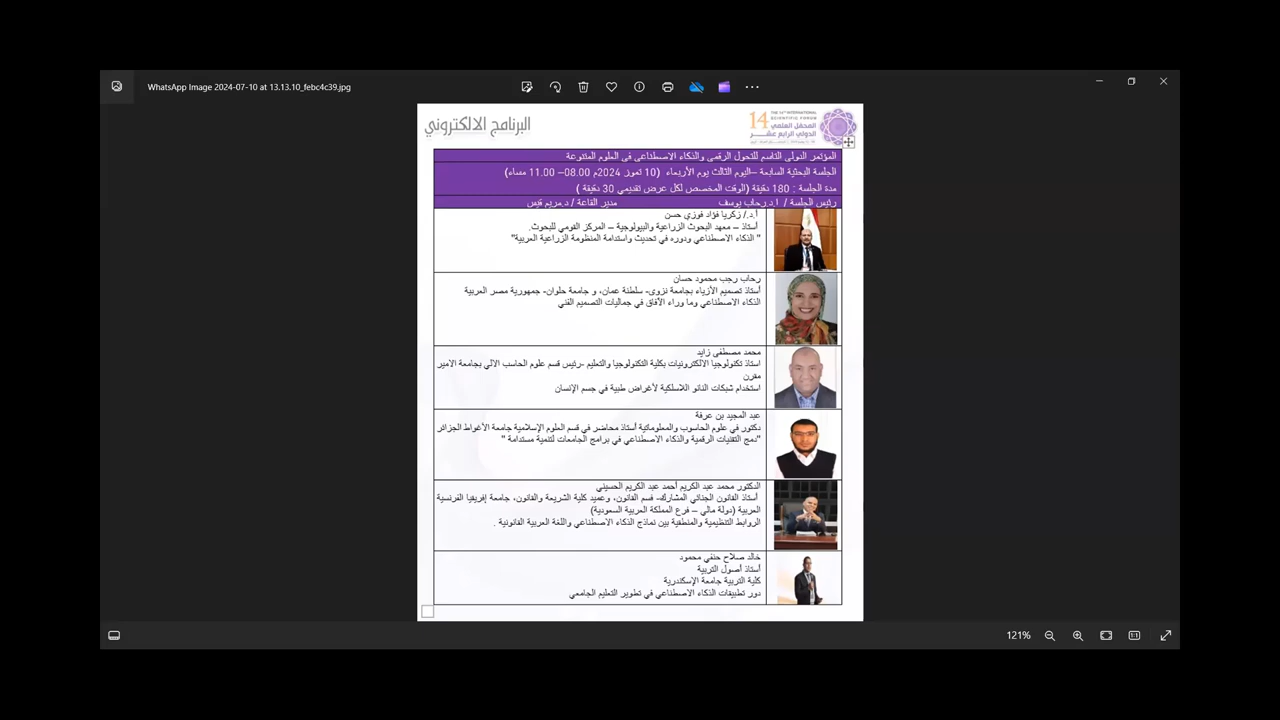 WhatsApp Image 2024-07-10 at 13.13.10_febc4c39.jpg
البرنامج الالكتروني
14
THE 14TH INTERNATIONAL
SCIENTIFIC FORUM
المحفل العلمي
الدولي الرابع عشر
المؤتمر الدولي التاسع للتحول الرقمي والذكاء الاصطناعي في العلوم المتنوعة
الجلسة البحثية السابعة –اليوم الثالث يوم الأربعاء (10 تموز 2024م 08.00– 11.00 مساء)
مدة الجلسة : 180 دقيقة (الوقت المخصص لكل عرض تقديمي 30 دقيقة )
رئيس الجلسة / ا.د.رحاب يوسف مدير القاعة / د.مريم قيس
أ.د./ زكريا فؤاد فوزي حسن
أستاذ – معهد البحوث الزراعية والبيولوجية – المركز القومي للبحوث.
" الذكاء الاصطناعي ودوره في تحديث واستدامة المنظومة الزراعية العربية"
رحاب رجب محمود حسان
أستاذ تصميم الأزياء بجامعة نزوى- سلطنة عمان، و جامعة حلوان- جمهورية مصر العربية
الذكاء الاصطناعي وما وراء الأفاق في جماليات التصميم الفني
محمد مصطفى زايد
استاذ تكنولوجيا الالكترونيات بكلية التكنولوجيا والتعليم -رئيس قسم علوم الحاسب الالي بجامعة الامير
مقرن
استخدام شبكات النانو اللاسلكية لأغراض طبية في جسم الإنسان
عبد المجيد بن عرفة
دكتور في علوم الحاسوب والمعلوماتية أستاذ محاضر في قسم العلوم الإسلامية جامعة الأغواط الجزائر
"دمج التقنيات الرقمية والذكاء الاصطناعي في برامج الجامعات لتنمية مستدامة "
الدكتور محمد عبد الكريم أحمد عبد الكريم الحسيني
أستاذ القانون الجنائي المشارك- قسم القانون، وعميد كلية الشريعة والقانون، جامعة إفريقيا الفرنسية
العربية (دولة مالي – فرع المملكة العربية السعودية)
الروابط التنظيمية والمنطقية بين نماذج الذكاء الاصطناعي واللغة العربية القانونية .
خالد صلاح حنفي محمود
أستاذ أصول التربية
كلية التربية جامعة الإسكندرية
دور تطبيقات الذكاء الاصطناعي في تطوير التعليم الجامعي
121%